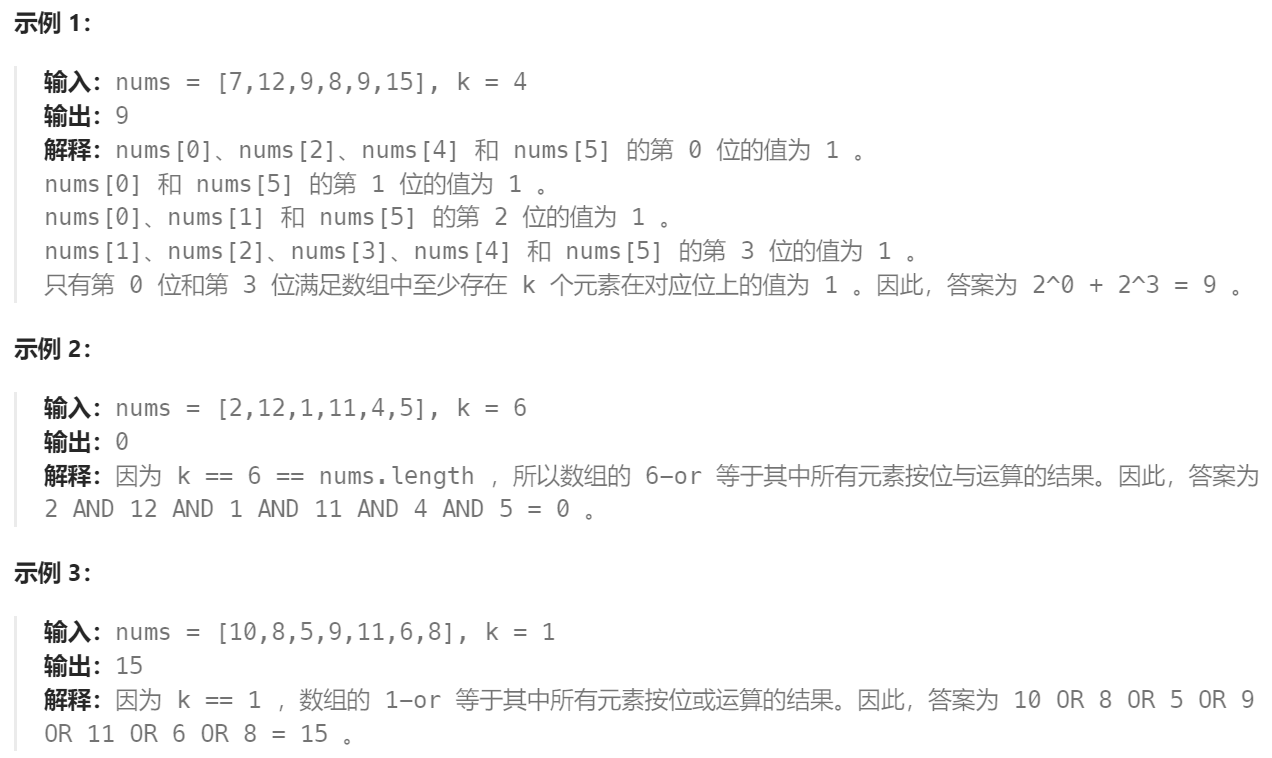 示例 1：
输入：nums = [7,12,9,8,9,15], k = 4
输出：9
解释：nums[0]、nums[2]、nums[4] 和 nums[5] 的第 0 位的值为 1 。
nums[0] 和 nums[5] 的第 1 位的值为 1 。
nums[0]、nums[1] 和 nums[5] 的第 2 位的值为 1 。
nums[1]、nums[2]、nums[3]、nums[4] 和 nums[5] 的第 3 位的值为 1 。
只有第 0 位和第 3 位满足数组中至少存在 k 个元素在对应位上的值为 1 。因此，答案为 2^0 + 2^3 = 9 。
示例 2：
输入：nums = [2,12,1,11,4,5], k = 6
输出：0
解释：因为 k == 6 == nums.length ，所以数组的 6-or 等于其中所有元素按位与运算的结果。因此，答案为
2 AND 12 AND 1 AND 11 AND 4 AND 5 = 0 。
示例 3：
输入：nums = [10,8,5,9,11,6,8], k = 1
输出：15
解释：因为 k == 1 ，数组的 1-or 等于其中所有元素按位或运算的结果。因此，答案为 10 OR 8 OR 5 OR 9
OR 11 OR 6 OR 8 = 15 。